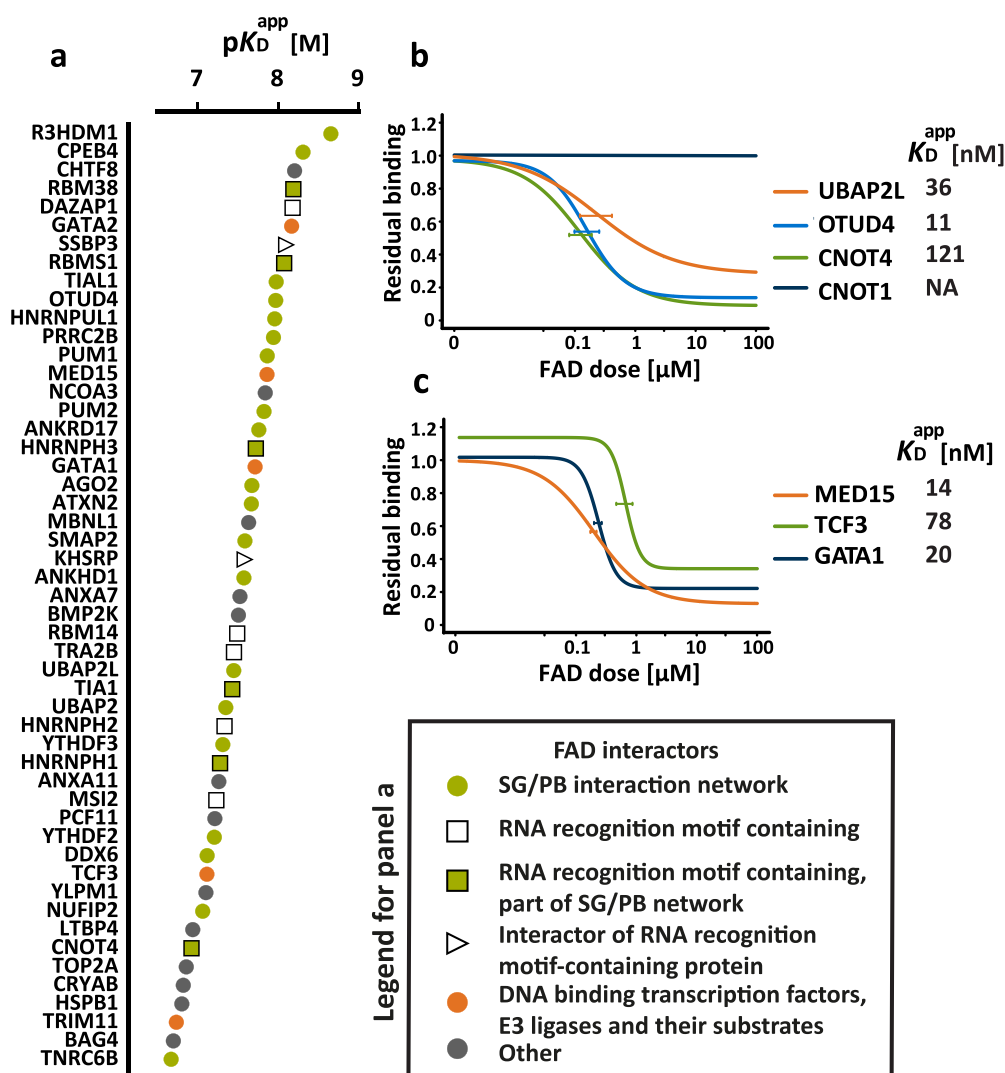 a
pKD app [M]
7 8 9
R3HDM1
CPEB4
CHTF8
RBM38
DAZAP1
GATA2
SSBP3
RBMS1
TIAL1
OTUD4
HNRNPUL1
PRRC2B
PUM1
MED15
NCOA3
PUM2
ANKRD17
HNRNPH3
GATA1
AGO2
ATXN2
MBNL1
SMAP2
KHSRP
ANKHD1
ANXA7
BMP2K
RBM14
TRA2B
UBAP2L
TIA1
UBAP2
HNRNPH2
YTHDF3
HNRNPH1
ANXA11
MSI2
PCF11
YTHDF2
DDX6
TCF3
YLPM1
NUFIP2
LTBP4
CNOT4
TOP2A
CRYAB
HSPB1
TRIM11
BAG4
TNRC6B
b
Residual binding
1.2
1.0
0.8
0.6
0.4
0.2
0
0 0.1 1 10 100
FAD dose [µM]
KD app [nM]
UBAP2L 36
OTUD4 11
CNOT4 121
CNOT1 NA
c
Residual binding
1.2
1.0
0.8
0.6
0.4
0.2
0
0 0.1 1 10 100
FAD dose [µM]
KD app [nM]
MED15 14
TCF3 78
GATA1 20
Legend for panel a
FAD interactors
SG/PB interaction network
RNA recognition motif containing
RNA recognition motif containing,
part of SG/PB network
Interactor of RNA recognition
motif-containing protein
DNA binding transcription factors,
E3 ligases and their substrates
Other